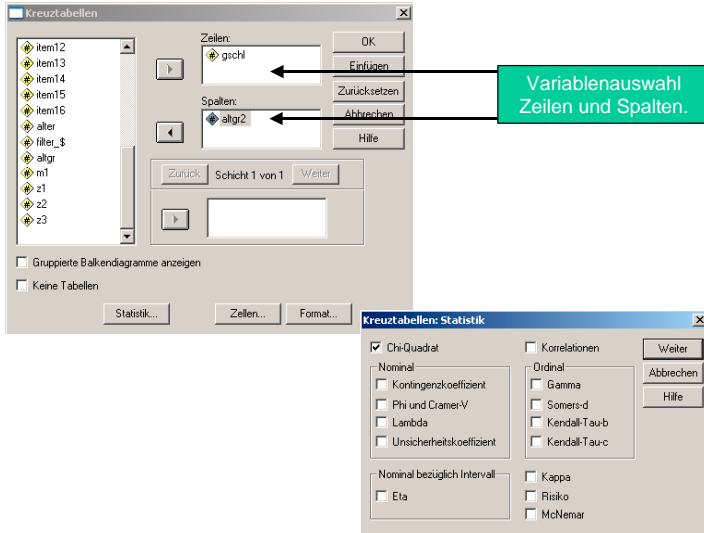 Kreuztabellen
item12
item13
item14
item15
item16
alter
filter_$
altgr
m1
z1
z2
z3
Zeilen:
gschl
Spalten:
altgr2
OK
Einfügen
Zurücksetzen
Abbrechen
Hilfe
Variablenauswahl
Zeilen und Spalten.
Zurück Schicht 1 von 1 Weiter
Gruppierte Balkendiagramme anzeigen
Keine Tabellen
Statistik... Zellen... Format...
Kreuztabellen: Statistik
Chi-Quadrat
Korrelationen
Nominal
Kontingenzkoeffizient
Phi und Cramer-V
Lambda
Unsicherheitskoeffizient
Ordinal
Gamma
Somers-d
Kendall-Tau-b
Kendall-Tau-c
Weiter
Abbrechen
Hilfe
Nominal bezüglich Intervall
Eta
Kappa
Risiko
McNemar